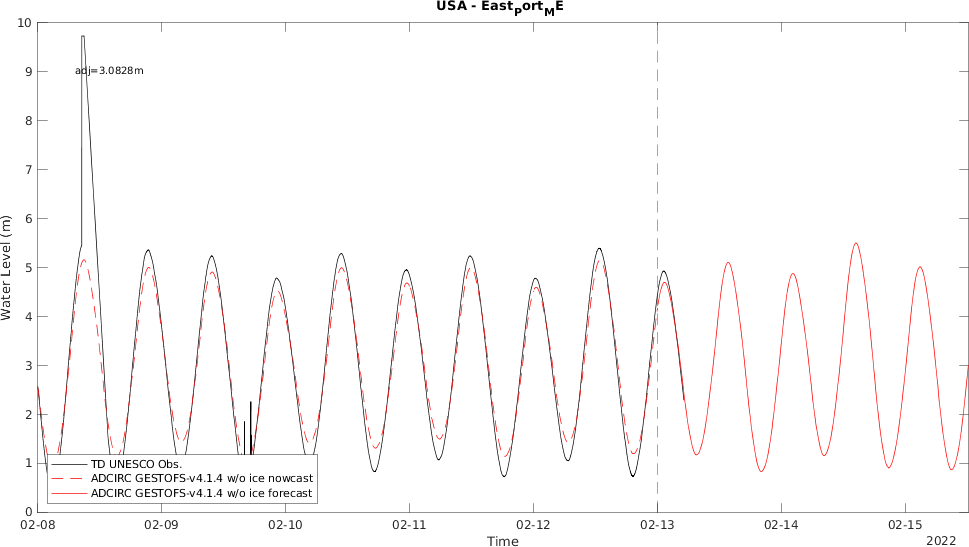 USA - EastPortME
10
9
8
7
6
5
4
3
2
1
0
Water Level (m)
adj=3.0828m
TD UNESCO Obs.
ADCIRC GESTOFS-v4.1.4 w/o ice nowcast
ADCIRC GESTOFS-v4.1.4 w/o ice forecast
02-08 02-09 02-10 02-11 02-12 02-13 02-14 02-15
Time
2022